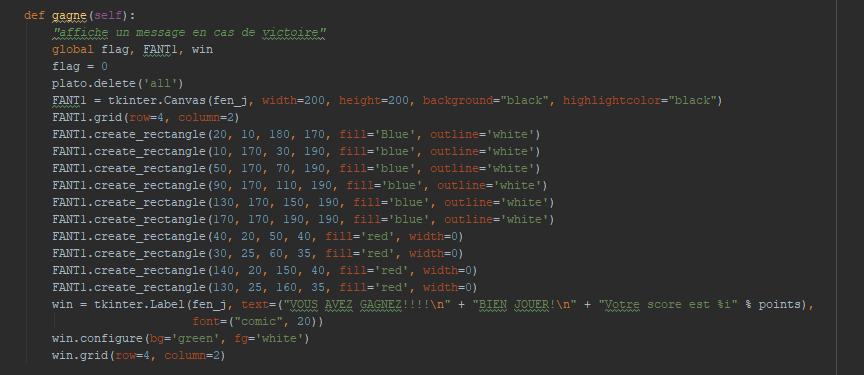 def gagne(self):
"affiche un message en cas de victoire"
global flag, FANT1, win
flag = 0
plato.delete('all')
FANT1 = tkinter.Canvas(fen_j, width=200, height=200, background="black", highlightcolor="black")
FANT1.grid(row=4, column=2)
FANT1.create_rectangle(20, 10, 180, 170, fill='Blue', outline='white')
FANT1.create_rectangle(10, 170, 30, 190, fill='blue', outline='white')
FANT1.create_rectangle(50, 170, 70, 190, fill='blue', outline='white')
FANT1.create_rectangle(90, 170, 110, 190, fill='blue', outline='white')
FANT1.create_rectangle(130, 170, 150, 190, fill='blue', outline='white')
FANT1.create_rectangle(170, 170, 190, 190, fill='blue', outline='white')
FANT1.create_rectangle(40, 20, 50, 40, fill='red', width=0)
FANT1.create_rectangle(30, 25, 60, 35, fill='red', width=0)
FANT1.create_rectangle(140, 20, 150, 40, fill='red', width=0)
FANT1.create_rectangle(130, 25, 160, 35, fill='red', width=0)
win = tkinter.Label(fen_j, text=("VOUS AVEZ GAGNEZ!!!!\n" + "BIEN JOUER!\n" + "Votre score est %i" % points),
font=("comic", 20))
win.configure(bg='green', fg='white')
win.grid(row=4, column=2)